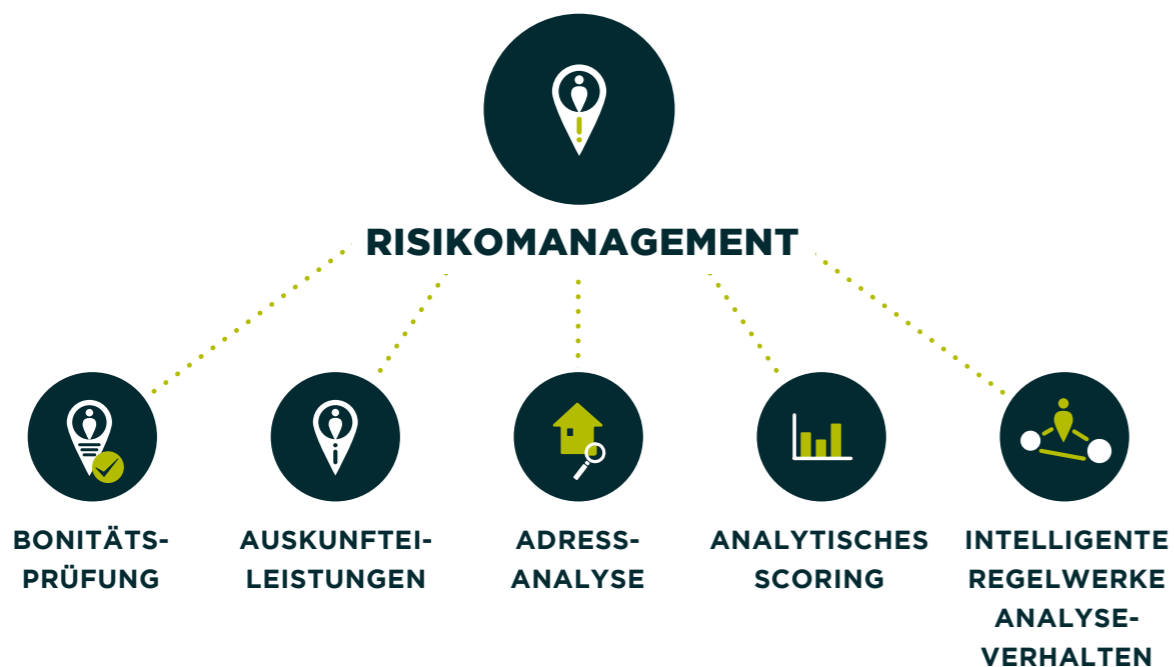 RISIKOMANAGEMENT
BONITÄTS-
PRÜFUNG
AUSKUNFTEI-
LEISTUNGEN
ADRESS-
ANALYSE
ANALYTISCHES
SCORING
INTELLIGENTE
REGELWERKE
ANALYSE-
VERHALTEN